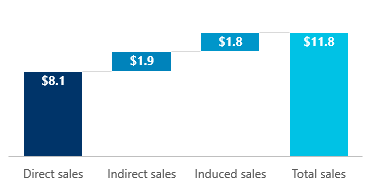 $8.1
$1.9
$1.8
$11.8
Direct sales
Indirect sales
Induced sales
Total sales